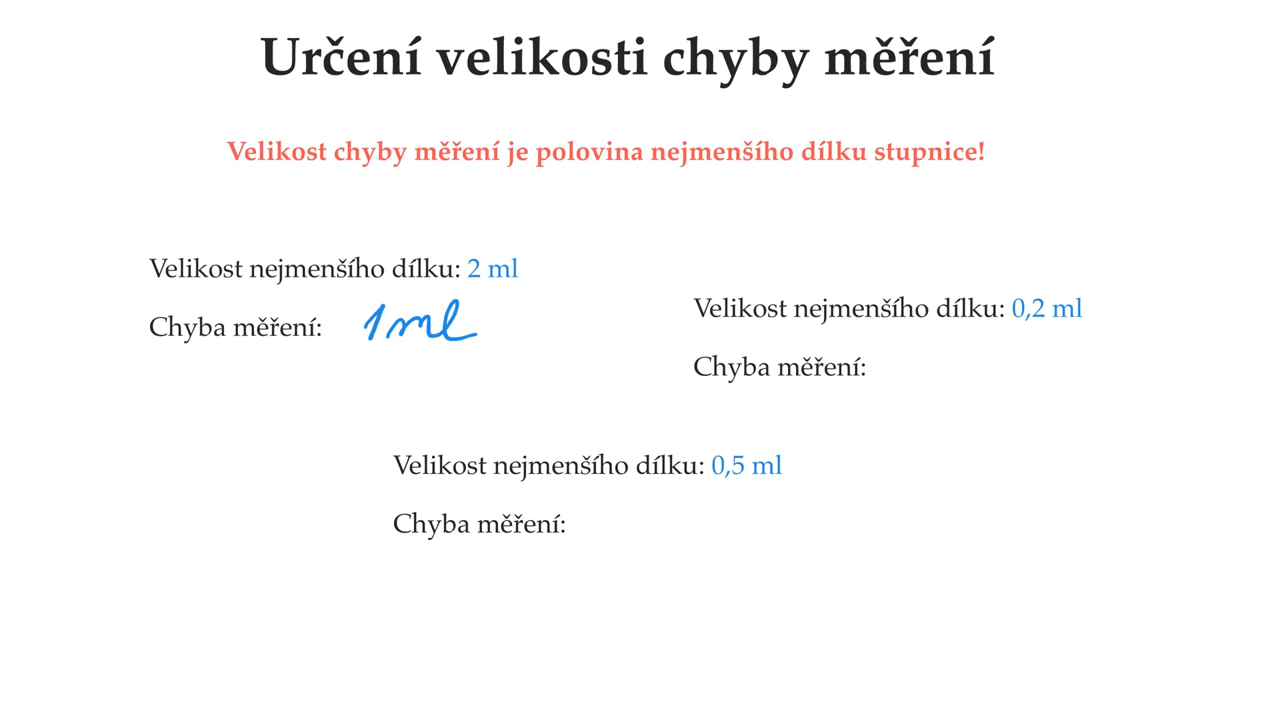 Určení velikosti chyby měření
Velikost chyby měření je polovina nejmenšího dílku stupnice!
Velikost nejmenšího dílku: 2 ml
Chyba měření: 1 ml
Velikost nejmenšího dílku: 0,2 ml
Chyba měření:
Velikost nejmenšího dílku: 0,5 ml
Chyba měření: